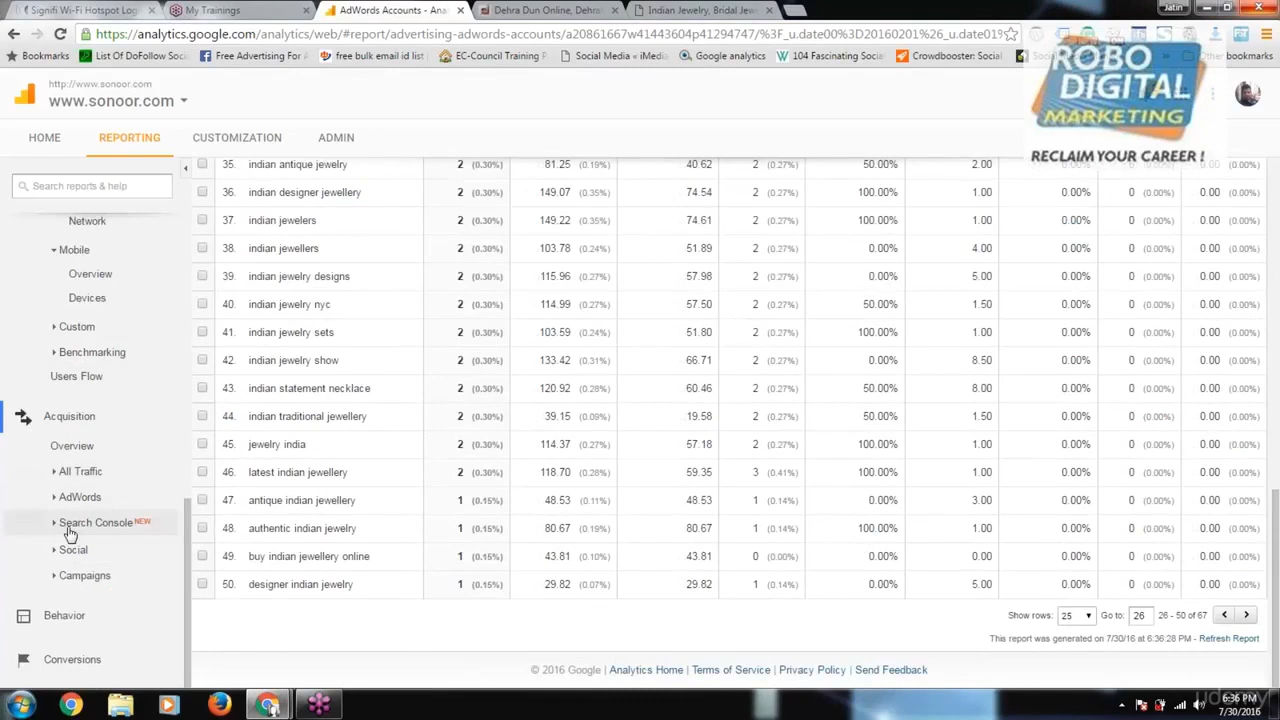 Signifi Wi-Fi Hotspot Log
My Trainings
AdWords Accounts - Anal
Dehra Dun Online, Dehra
Indian Jewelry, Bridal Jew
Jatin
https://analytics.google.com/analytics/web/#report/advertising-adwords-accounts/a20861667w41443604p41294747/%3F_u.date00%3D20160201%26_u.date019
Bookmarks
List Of DoFollow Soci
Free Advertising For
free bulk email id list
EC-Council Training P
Social Media « iMedia
Google analytics
104 Fascinating Socia
Crowdbooster: Social
Other bookmarks
ROBO
DIGITAL
MARKETING
RECLAIM YOUR CAREER !
http://www.sonoor.com
www.sonoor.com
HOME REPORTING CUSTOMIZATION ADMIN
Search reports & help
Network
Mobile
Overview
Devices
Custom
Benchmarking
Users Flow
Acquisition
Overview
All Traffic
AdWords
Search Console NEW
Social
Campaigns
Behavior
Conversions
35. indian antique jewelry 2 (0.30%) 81.25 (0.19%) 40.62 2 (0.27%) 50.00% 2.00 0.00% 0 (0.00%) 0.00 (0.00%)
36. indian designer jewellery 2 (0.30%) 149.07 (0.35%) 74.54 2 (0.27%) 100.00% 1.00 0.00% 0 (0.00%) 0.00 (0.00%)
37. indian jewelers 2 (0.30%) 149.22 (0.35%) 74.61 2 (0.27%) 100.00% 1.00 0.00% 0 (0.00%) 0.00 (0.00%)
38. indian jewellers 2 (0.30%) 103.78 (0.24%) 51.89 2 (0.27%) 0.00% 4.00 0.00% 0 (0.00%) 0.00 (0.00%)
39. indian jewelry designs 2 (0.30%) 115.96 (0.27%) 57.98 2 (0.27%) 0.00% 5.00 0.00% 0 (0.00%) 0.00 (0.00%)
40. indian jewelry nyc 2 (0.30%) 114.99 (0.27%) 57.50 2 (0.27%) 50.00% 1.50 0.00% 0 (0.00%) 0.00 (0.00%)
41. indian jewelry sets 2 (0.30%) 103.59 (0.24%) 51.80 2 (0.27%) 100.00% 1.00 0.00% 0 (0.00%) 0.00 (0.00%)
42. indian jewelry show 2 (0.30%) 133.42 (0.31%) 66.71 2 (0.27%) 0.00% 8.50 0.00% 0 (0.00%) 0.00 (0.00%)
43. indian statement necklace 2 (0.30%) 120.92 (0.28%) 60.46 2 (0.27%) 50.00% 8.00 0.00% 0 (0.00%) 0.00 (0.00%)
44. indian traditional jewellery 2 (0.30%) 39.15 (0.09%) 19.58 2 (0.27%) 50.00% 1.50 0.00% 0 (0.00%) 0.00 (0.00%)
45. jewelry india 2 (0.30%) 114.37 (0.27%) 57.18 2 (0.27%) 100.00% 1.00 0.00% 0 (0.00%) 0.00 (0.00%)
46. latest indian jewellery 2 (0.30%) 118.70 (0.28%) 59.35 3 (0.41%) 100.00% 1.00 0.00% 0 (0.00%) 0.00 (0.00%)
47. antique indian jewellery 1 (0.15%) 48.53 (0.11%) 48.53 1 (0.14%) 0.00% 3.00 0.00% 0 (0.00%) 0.00 (0.00%)
48. authentic indian jewelry 1 (0.15%) 80.67 (0.19%) 80.67 1 (0.14%) 100.00% 1.00 0.00% 0 (0.00%) 0.00 (0.00%)
49. buy indian jewellery online 1 (0.15%) 43.81 (0.10%) 43.81 0 (0.00%) 0.00% 0.00 0.00% 0 (0.00%) 0.00 (0.00%)
50. designer indian jewelry 1 (0.15%) 29.82 (0.07%) 29.82 1 (0.14%) 0.00% 5.00 0.00% 0 (0.00%) 0.00 (0.00%)
Show rows: 25 Go to: 26 26 - 50 of 67
This report was generated on 7/30/16 at 6:36:28 PM - Refresh Report
© 2016 Google | Analytics Home | Terms of Service | Privacy Policy | Send Feedback
udemy
6:36 PM
7/30/2016